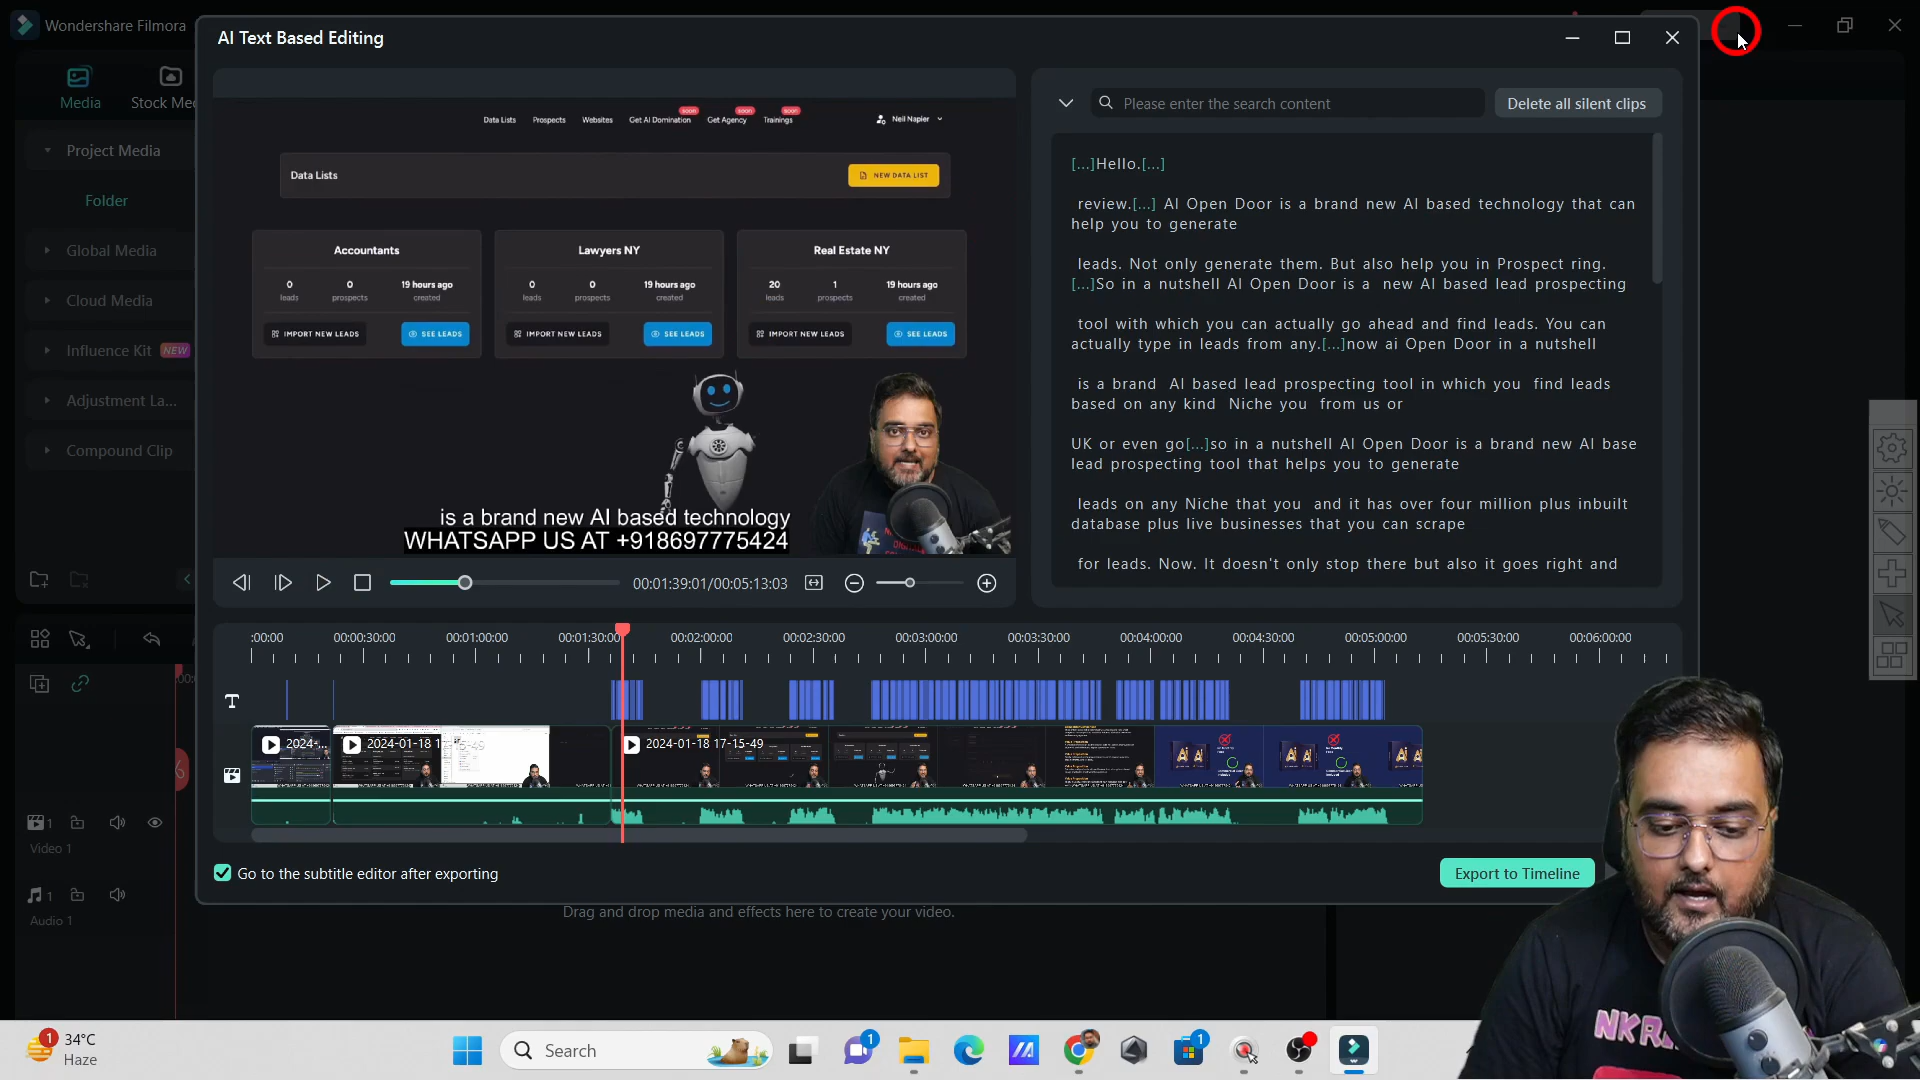 Wondershare Filmora
AI Text Based Editing
Media
Stock Med
Project Media
Folder
Global Media
Cloud Media
Influence Kit NEW
Adjustment La...
Compound Clip
Data Lists Prospects Websites Get AI Domination Get Agency Trainings
SOON SOON SOON
Neil Napier
Data Lists
NEW DATA LIST
Accountants
0 0 19 hours ago
leads prospects created
IMPORT NEW LEADS SEE LEADS
Lawyers NY
0 0 19 hours ago
leads prospects created
IMPORT NEW LEADS SEE LEADS
Real Estate NY
20 1 19 hours ago
leads prospects created
IMPORT NEW LEADS SEE LEADS
is a brand new AI based technology
WHATSAPP US AT +918697775424
00:01:39:01/00:05:13:03
Please enter the search content
Delete all silent clips
[...]Hello.[...]
review.[...] AI Open Door is a brand new AI based technology that can
help you to generate
leads. Not only generate them. But also help you in Prospect ring.
[...]So in a nutshell AI Open Door is a new AI based lead prospecting
tool with which you can actually go ahead and find leads. You can
actually type in leads from any.[...]now ai Open Door in a nutshell
is a brand AI based lead prospecting tool in which you find leads
based on any kind Niche you from us or
UK or even go[...]so in a nutshell AI Open Door is a brand new AI base
lead prospecting tool that helps you to generate
leads on any Niche that you and it has over four million plus inbuilt
database plus live businesses that you can scrape
for leads. Now. It doesn't only stop there but also it goes right and
:00:00 00:00:30:00 00:01:00:00 00:01:30:00 00:02:00:00 00:02:30:00 00:03:00:00 00:03:30:00 00:04:00:00 00:04:30:00 00:05:00:00 00:05:30:00 00:06:00:00
2024-... 2024-01-18 17-15-49 2024-01-18 17-15-49
Video 1
Audio 1
Go to the subtitle editor after exporting
Export to Timeline
Drag and drop media and effects here to create your video.
34°C
Haze
1
Search
1
1